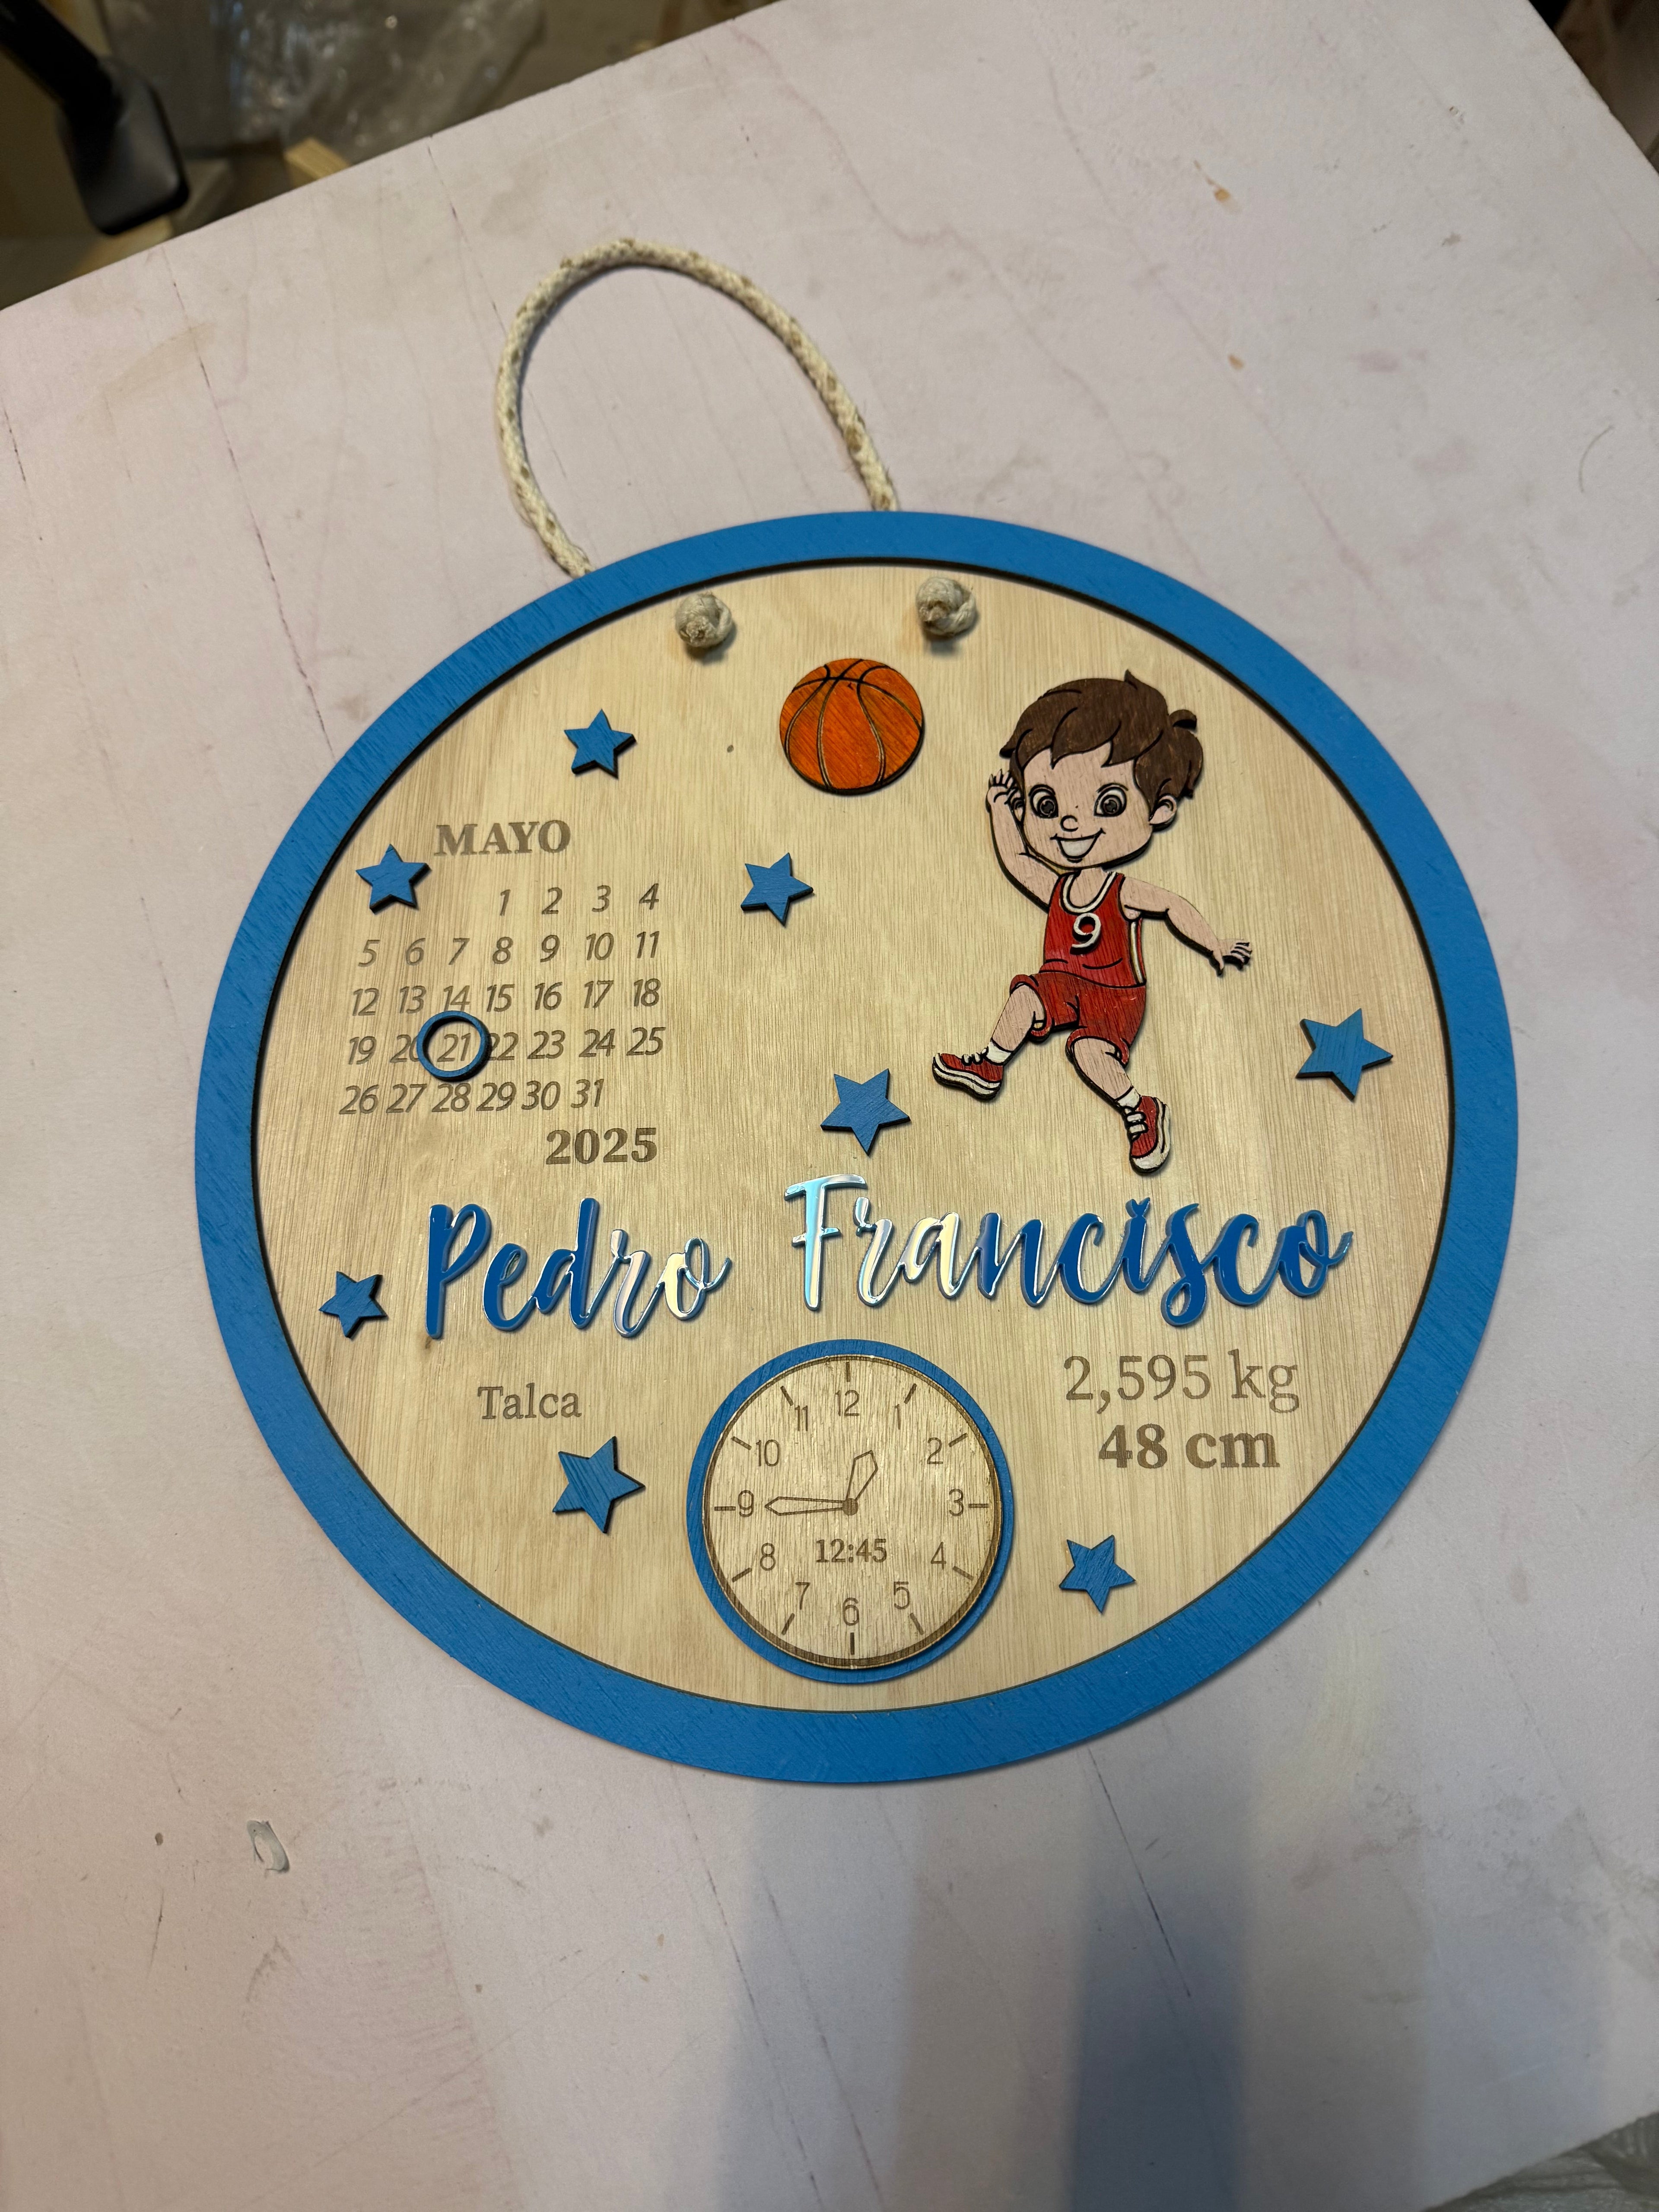 MAYO
1 2 3 4
5 6 7 8 9 10 11
12 13 14 15 16 17 18
19 20 21 22 23 24 25
26 27 28 29 30 31
2025
9
Pedro Francisco
Talca
2,595 kg
48 cm
12
11 1
10 2
9 3
12:45
8 4
7 5
6